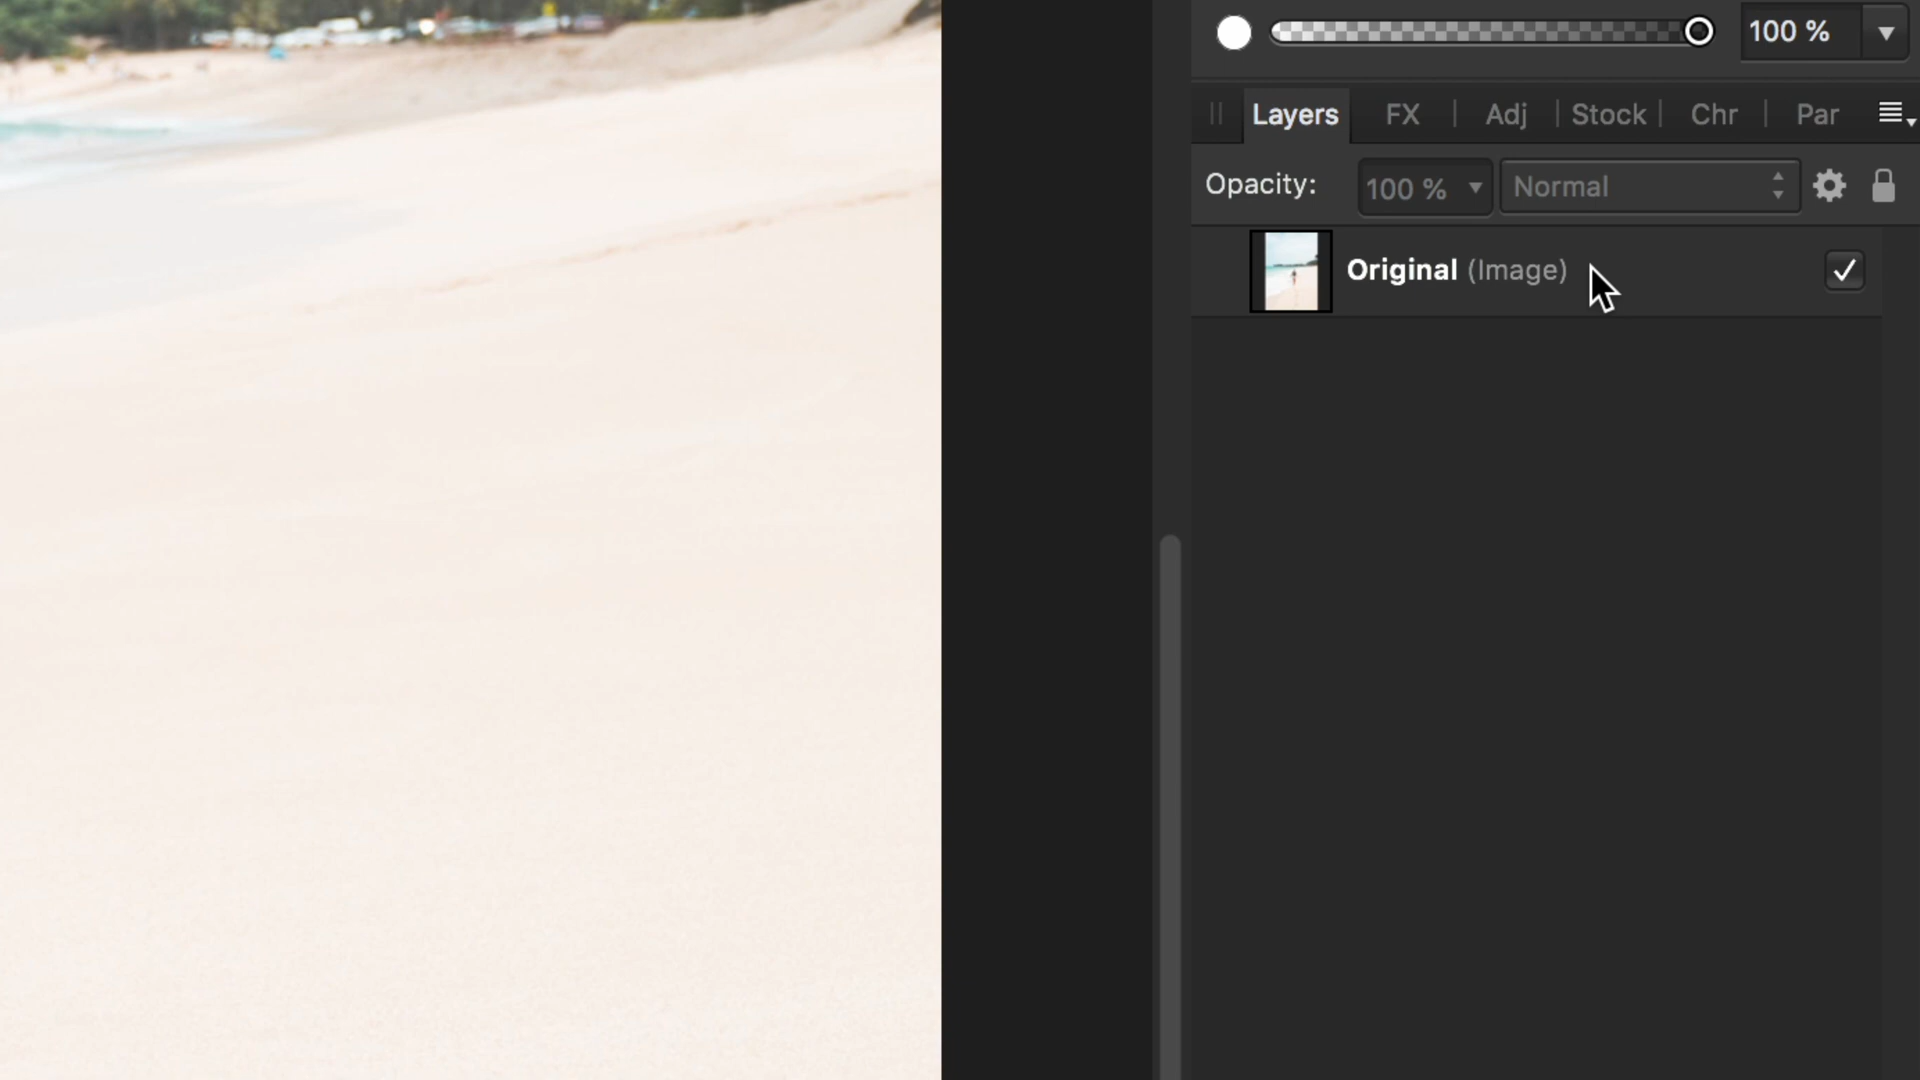 100 %
Layers FX Adj Stock Chr Par
Opacity: 100 % Normal
Original (Image)